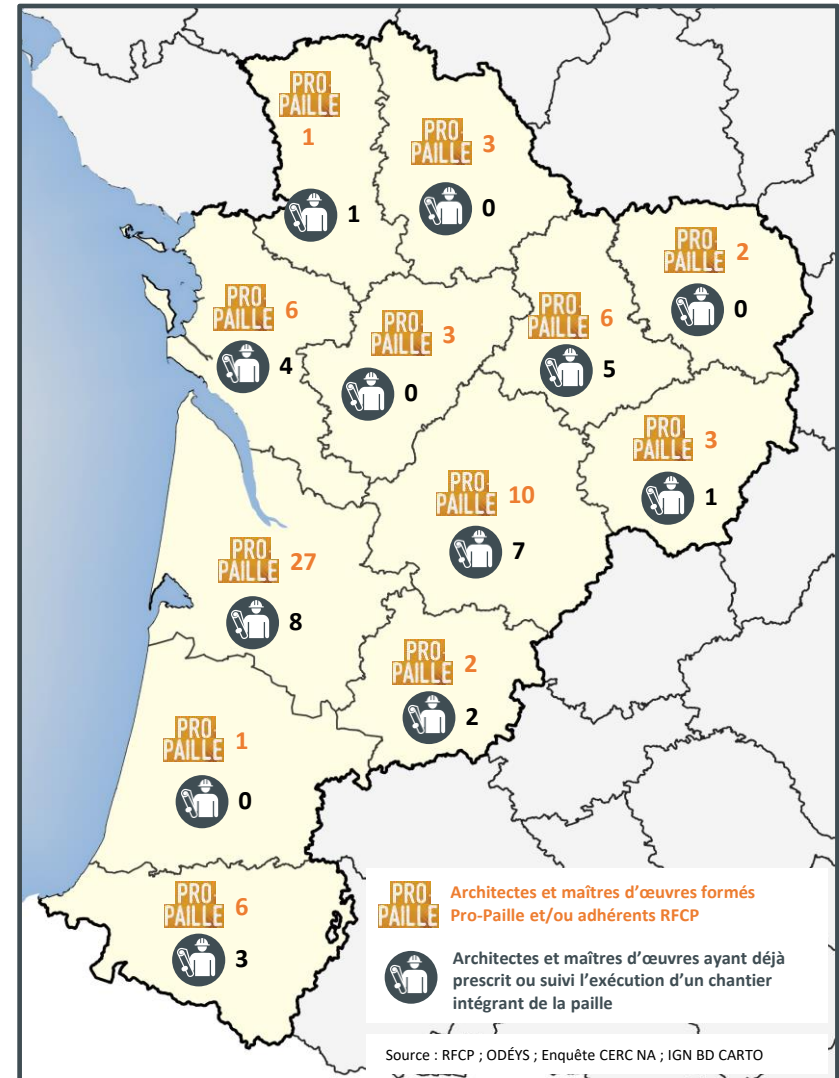 PRO-
PAILLE
1
1
PRO-
PAILLE 3
0
PRO-
PAILLE 2
0
PRO-
PAILLE 6
4
PRO-
PAILLE 3
0
PRO-
PAILLE 6
5
PRO-
PAILLE 3
1
PRO-
PAILLE 10
7
PRO-
PAILLE 27
8
PRO-
PAILLE 2
2
PRO-
PAILLE 1
0
PRO-
PAILLE 6
3
PRO-
PAILLE
Architectes et maîtres d'œuvres formés
Pro-Paille et/ou adhérents RFCP
Architectes et maîtres d'œuvres ayant déjà
prescrit ou suivi l'exécution d'un chantier
intégrant de la paille
Source : RFCP ; ODÉYS ; Enquête CERC NA ; IGN BD CARTO